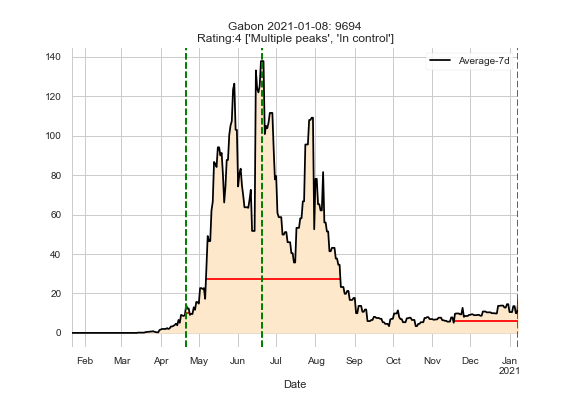 Gabon 2021-01-08: 9694
Rating:4 ['Multiple peaks', 'In control']
Average-7d
140
120
100
80
60
40
20
0
Feb Mar Apr May Jun Jul Aug Sep Oct Nov Dec Jan
2021
Date